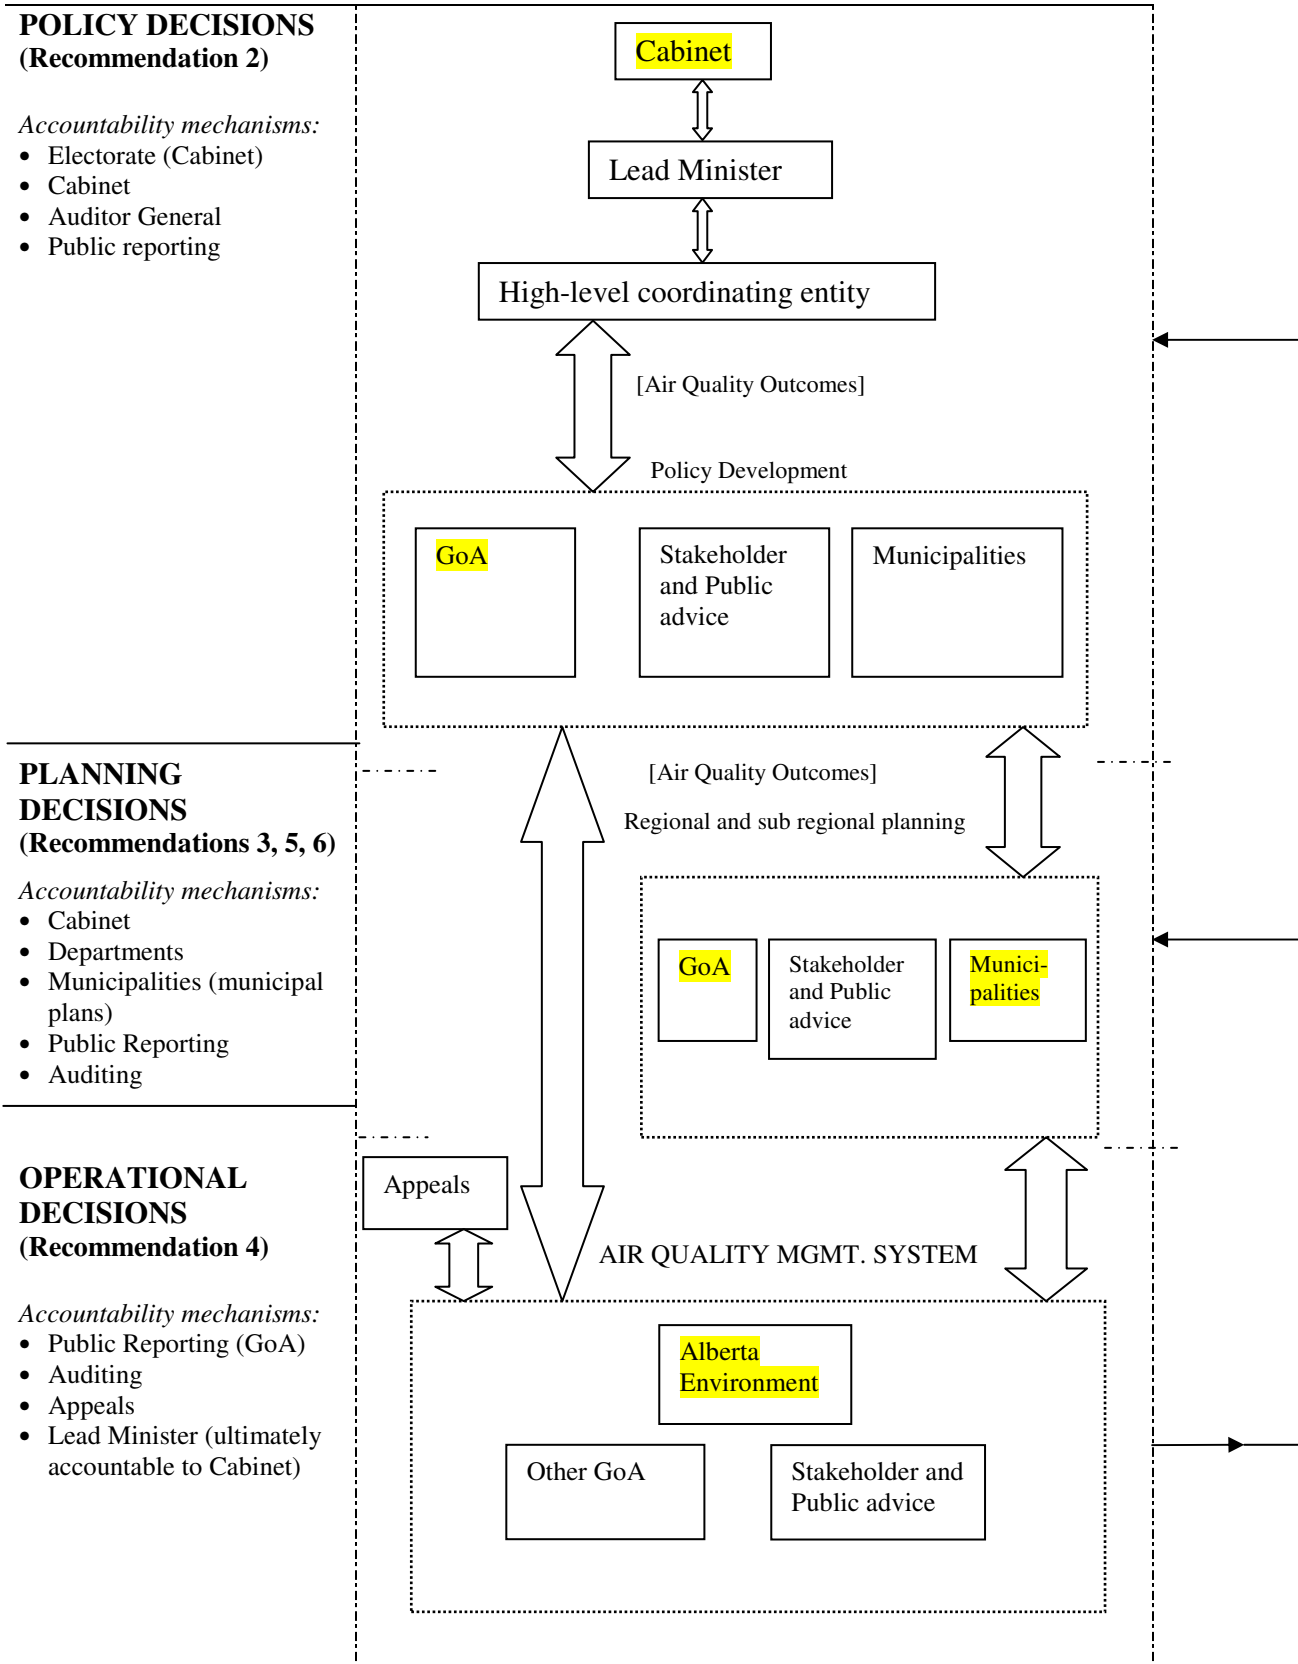 POLICY DECISIONS
(Recommendation 2)
Accountability mechanisms:
• Electorate (Cabinet)
• Cabinet
• Auditor General
• Public reporting
Cabinet
Lead Minister
High-level coordinating entity
[Air Quality Outcomes]
Policy Development
GoA
Stakeholder
and Public
advice
Municipalities
PLANNING
DECISIONS
(Recommendations 3, 5, 6)
Accountability mechanisms:
• Cabinet
• Departments
• Municipalities (municipal
plans)
• Public Reporting
• Auditing
[Air Quality Outcomes]
Regional and sub regional planning
GoA
Stakeholder
and Public
advice
Munici-
palities
OPERATIONAL
DECISIONS
(Recommendation 4)
Accountability mechanisms:
• Public Reporting (GoA)
• Auditing
• Appeals
• Lead Minister (ultimately
accountable to Cabinet)
Appeals
AIR QUALITY MGMT. SYSTEM
Alberta
Environment
Other GoA
Stakeholder and
Public advice